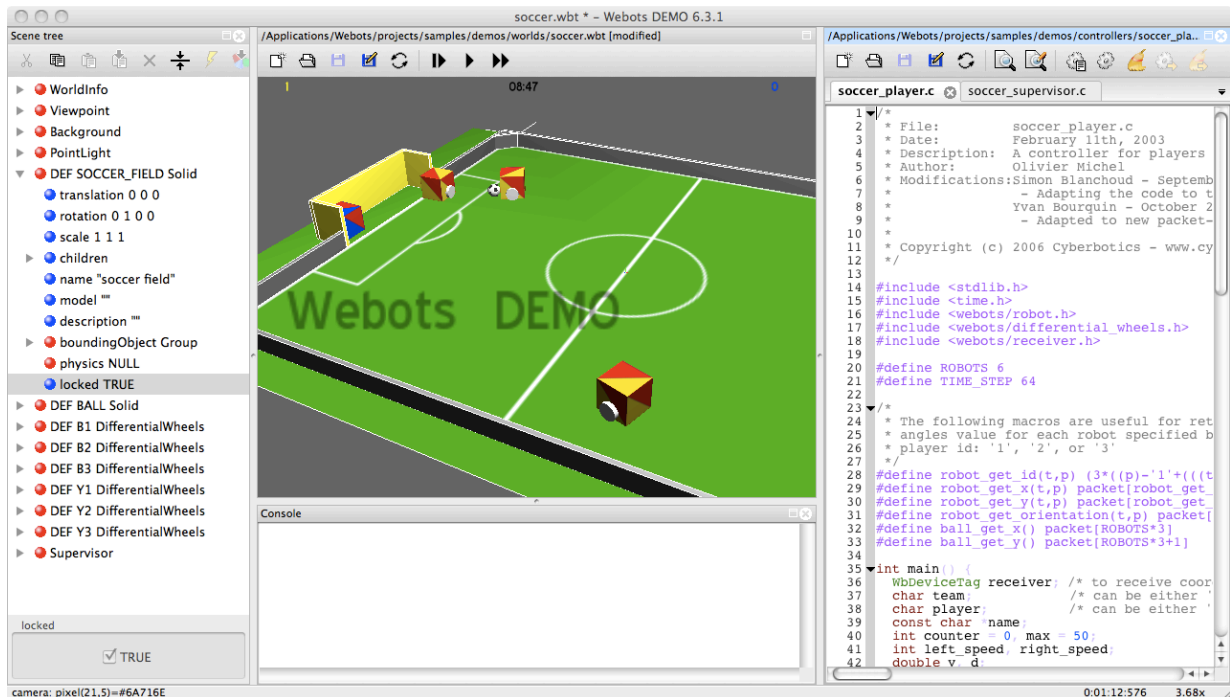 soccer.wbt * - Webots DEMO 6.3.1
Scene tree
WorldInfo
Viewpoint
Background
PointLight
DEF SOCCER_FIELD Solid
translation 0 0 0
rotation 0 1 0 0
scale 1 1 1
children
name "soccer field"
model ""
description ""
boundingObject Group
physics NULL
locked TRUE
DEF BALL Solid
DEF B1 DifferentialWheels
DEF B2 DifferentialWheels
DEF B3 DifferentialWheels
DEF Y1 DifferentialWheels
DEF Y2 DifferentialWheels
DEF Y3 DifferentialWheels
Supervisor
locked
TRUE
/Applications/Webots/projects/samples/demos/worlds/soccer.wbt [modified]
1 08:47 0
Webots DEMO
Console
/Applications/Webots/projects/samples/demos/controllers/soccer_pla..
soccer_player.c soccer_supervisor.c
1 /*
2 * File: soccer_player.c
3 * Date: February 11th, 2003
4 * Description: A controller for players
5 * Author: Olivier Michel
6 * Modifications:Simon Blanchoud - Septemb
7 - Adapting the code to t
8 * Yvan Bourquin - October 2
9 * - Adapted to new packet-
10 *
11 * Copyright (c) 2006 Cyberbotics - www.cy
12 */
13
14 #include <stdlib.h>
15 #include <time.h>
16 #include <webots/robot.h>
17 #include <webots/differential_wheels.h>
18 #include <webots/receiver.h>
19
20 #define ROBOTS 6
21 #define TIME_STEP 64
22
23 /*
24 * The following macros are useful for ret
25 * angles value for each robot specified b
26 * player id: '1', '2', or '3'
27 */
28 #define robot_get_id(t,p) (3*((p)-'1'+(((t
29 #define robot_get_x(t,p) packet[robot_get_
30 #define robot_get_y(t,p) packet[robot_get_
31 #define robot_get_orientation(t,p) packet[
32 #define ball_get_x() packet[ROBOTS*3]
33 #define ball_get_y() packet[ROBOTS*3+1]
34
35 int main() {
36 WbDeviceTag receiver; /* to receive coor
37 char team; /* can be either '
38 char player; /* can be either '
39 const char *name;
40 int counter = 0, max = 50;
41 int left_speed, right_speed;
42 double v, d;
camera: pixel(21,5)=#6A716E
0:01:12:576 3.68x